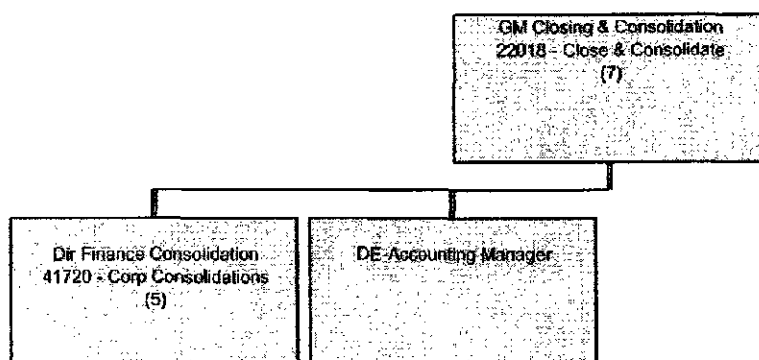 GM Closing & Consolidation
22018 - Close & Consolidate
(7)
Dir Finance Consolidation
41720 - Corp Consolidations
(5)
DE-Accounting Manager